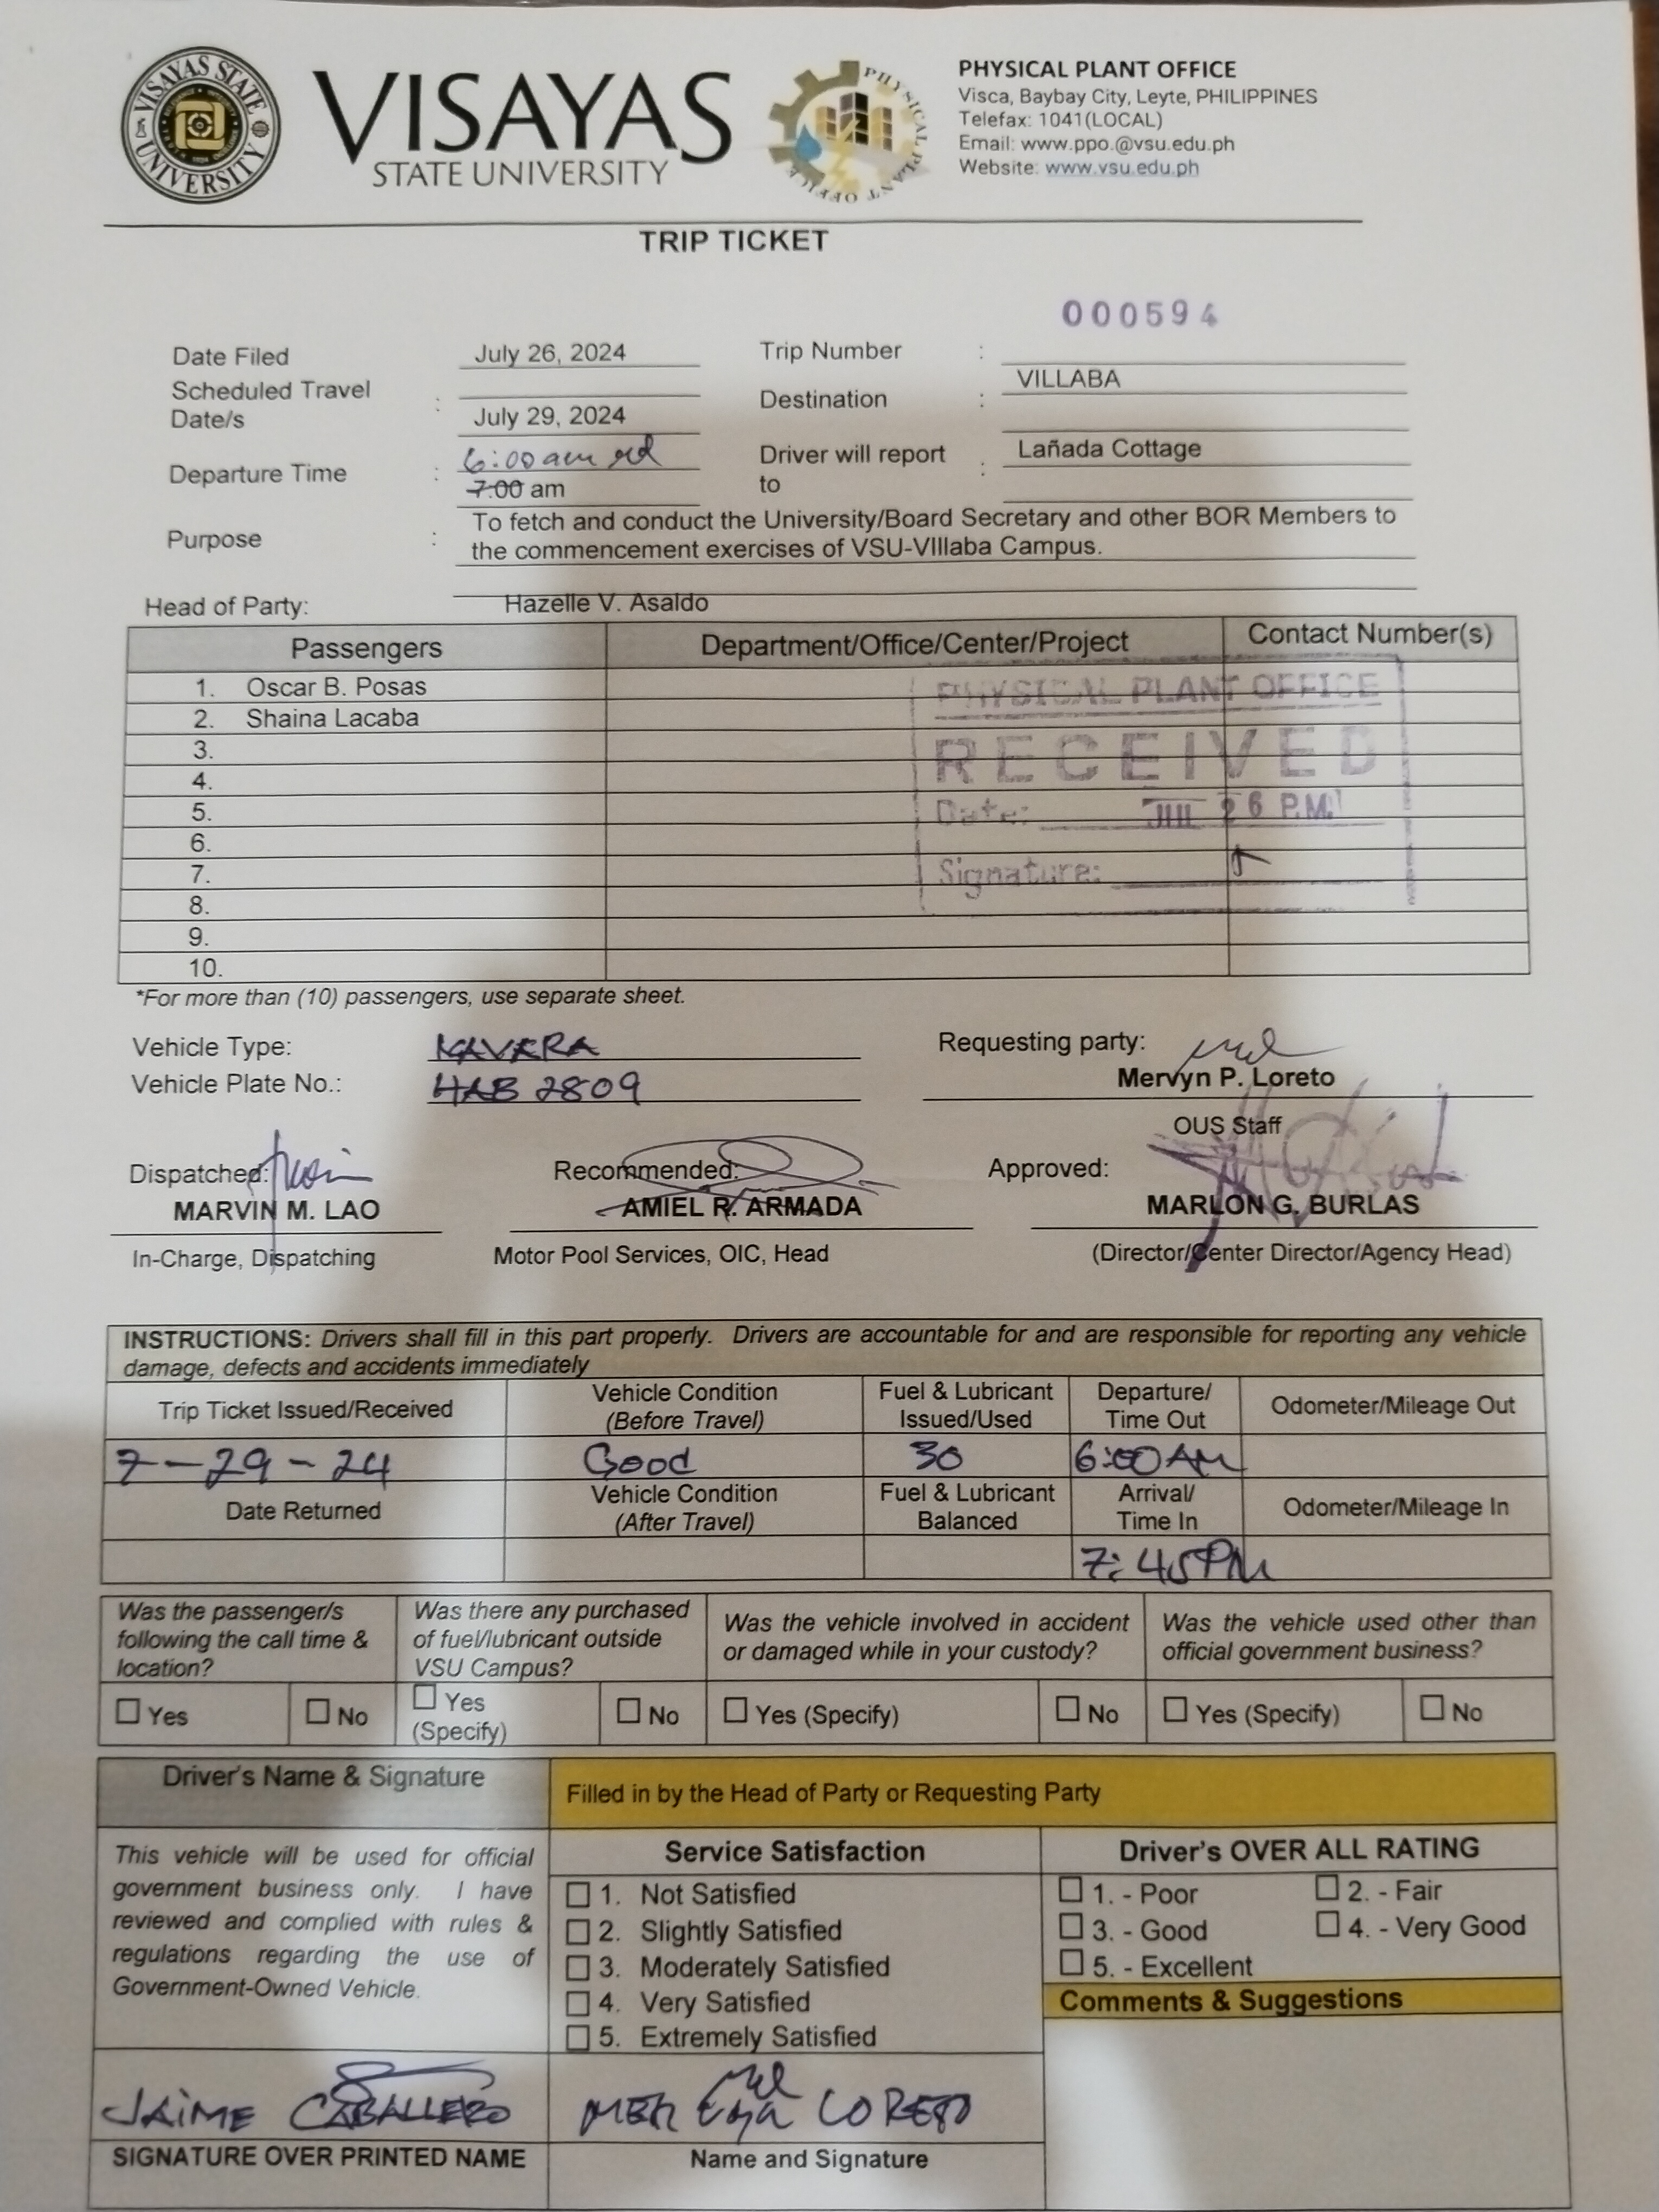 VISAYAS STATE UNIVERSITY
VISAYAS
STATE UNIVERSITY
PHYSICAL PLANT OFFICE
PHYSICAL PLANT OFFICE
Visca, Baybay City, Leyte, PHILIPPINES
Telefax: 1041(LOCAL)
Email: www.ppo.@vsu.edu.ph
Website: www.vsu.edu.ph
TRIP TICKET
000594
Date Filed July 26, 2024 Trip Number :
Scheduled Travel Date/s : July 29, 2024 Destination : VILLABA
Departure Time : 6:00 am 7:00 am Driver will report to : Lañada Cottage
Purpose : To fetch and conduct the University/Board Secretary and other BOR Members to
the commencement exercises of VSU-VIllaba Campus.
Head of Party: Hazelle V. Asaldo
Passengers Department/Office/Center/Project Contact Number(s)
1. Oscar B. Posas
2. Shaina Lacaba
3.
4.
5.
6.
7.
8.
9.
10.
PHYSICAL PLANT OFFICE
RECEIVED
Date: JUL 26 P.M.
Signature:
*For more than (10) passengers, use separate sheet.
Vehicle Type: NAVARA Requesting party:
Vehicle Plate No.: HAB 2809 Mervyn P. Loreto
OUS Staff
Dispatched: Recommended: Approved:
MARVIN M. LAO AMIEL R. ARMADA MARLON G. BURLAS
In-Charge, Dispatching Motor Pool Services, OIC, Head (Director/Center Director/Agency Head)
INSTRUCTIONS: Drivers shall fill in this part properly. Drivers are accountable for and are responsible for reporting any vehicle
damage, defects and accidents immediately
Trip Ticket Issued/Received Vehicle Condition (Before Travel) Fuel & Lubricant Issued/Used Departure/ Time Out Odometer/Mileage Out
7-29-24 Good 30 6:00AM
Date Returned Vehicle Condition (After Travel) Fuel & Lubricant Balanced Arrival/ Time In Odometer/Mileage In
7:45PM
Was the passenger/s following the call time & location? Was there any purchased of fuel/lubricant outside VSU Campus? Was the vehicle involved in accident or damaged while in your custody? Was the vehicle used other than official government business?
Yes No Yes (Specify) No Yes (Specify) No Yes (Specify) No
Driver's Name & Signature
Filled in by the Head of Party or Requesting Party
This vehicle will be used for official
government business only. I have
reviewed and complied with rules &
regulations regarding the use of
Government-Owned Vehicle.
Service Satisfaction
1. Not Satisfied
2. Slightly Satisfied
3. Moderately Satisfied
4. Very Satisfied
5. Extremely Satisfied
Driver's OVER ALL RATING
1. - Poor 2. - Fair
3. - Good 4. - Very Good
5. - Excellent
Comments & Suggestions
JAIME CABALLERO LORETO
SIGNATURE OVER PRINTED NAME Name and Signature